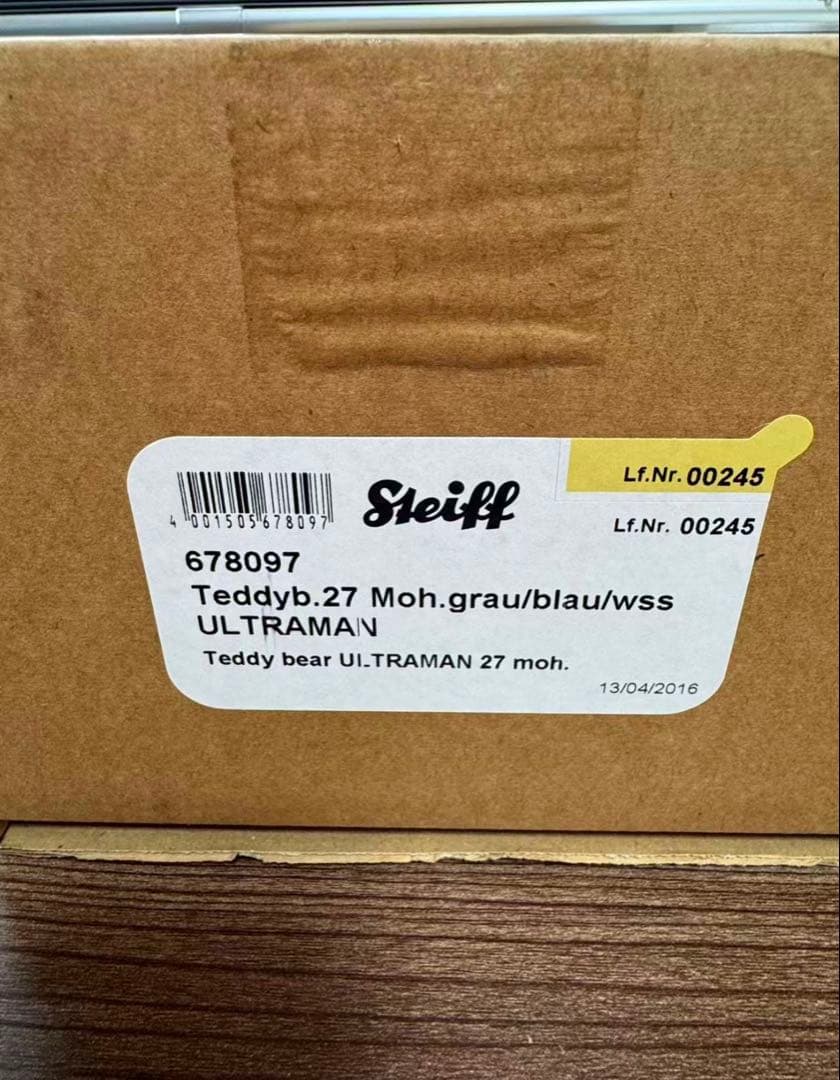 Lf.Nr. 00245
Steiff
Lf.Nr. 00245
4 001505 678097
678097
Teddyb.27 Moh.grau/blau/wss
ULTRAMAN
Teddy bear ULTRAMAN 27 moh.
13/04/2016